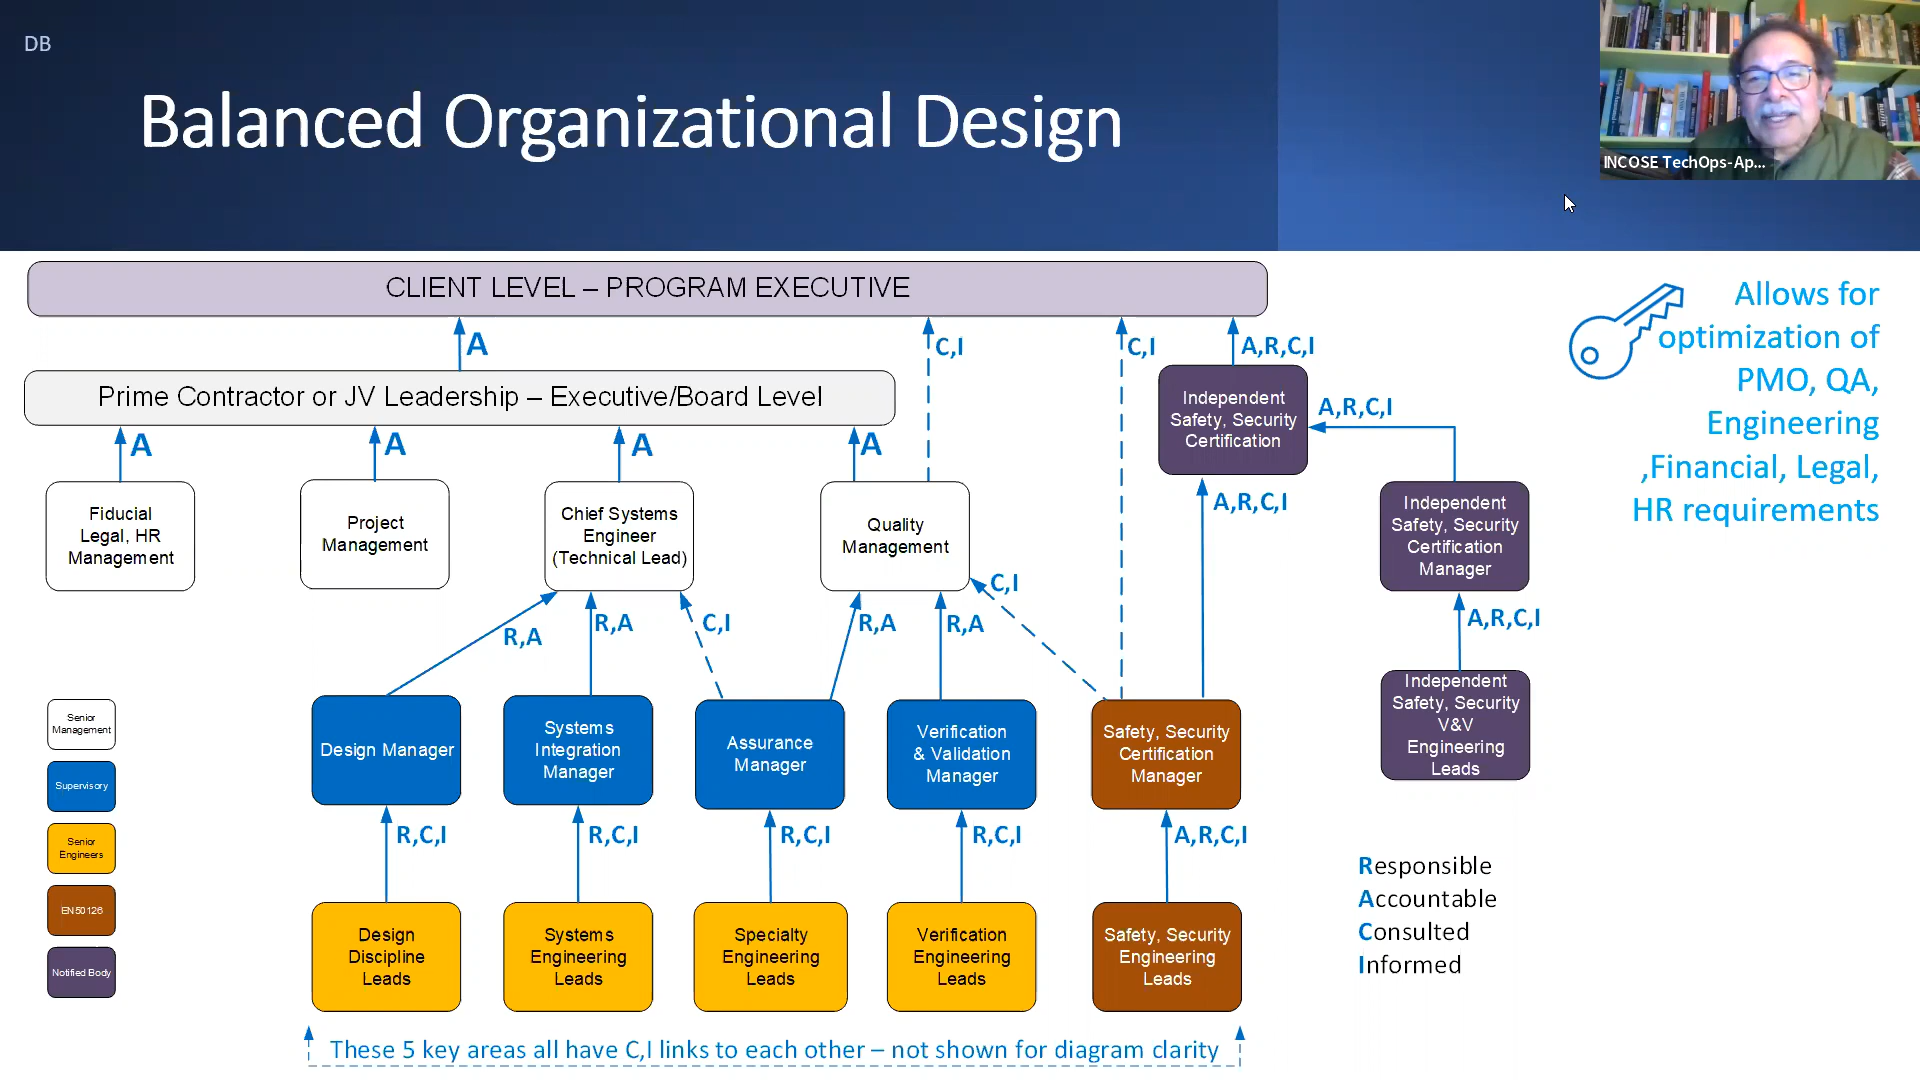 DB
Balanced Organizational Design
INCOSE TechOps-Ap...
CLIENT LEVEL – PROGRAM EXECUTIVE
A
C,I
C,I
A,R,C,I
Prime Contractor or JV Leadership – Executive/Board Level
Independent
Safety, Security
Certification
A,R,C,I
A
A
A
A
A,R,C,I
Fiducial
Legal, HR
Management
Project
Management
Chief Systems
Engineer
(Technical Lead)
Quality
Management
Independent
Safety, Security
Certification
Manager
R,A
R,A
C,I
R,A
R,A
C,I
A,R,C,I
Design Manager
Systems
Integration
Manager
Assurance
Manager
Verification
& Validation
Manager
Safety, Security
Certification
Manager
Independent
Safety, Security
V&V
Engineering
Leads
R,C,I
R,C,I
R,C,I
R,C,I
A,R,C,I
Design
Discipline
Leads
Systems
Engineering
Leads
Specialty
Engineering
Leads
Verification
Engineering
Leads
Safety, Security
Engineering
Leads
These 5 key areas all have C,I links to each other – not shown for diagram clarity
Senior
Management
Supervisory
Senior
Engineers
EN50126
Notified Body
Allows for
optimization of
PMO, QA,
Engineering
,Financial, Legal,
HR requirements
Responsible
Accountable
Consulted
Informed